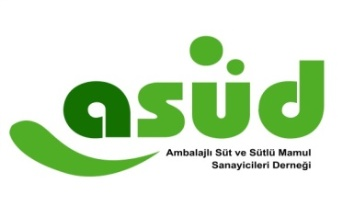 asüd
Ambalajlı Süt ve Sütlü Mamul
Sanayicileri Derneği